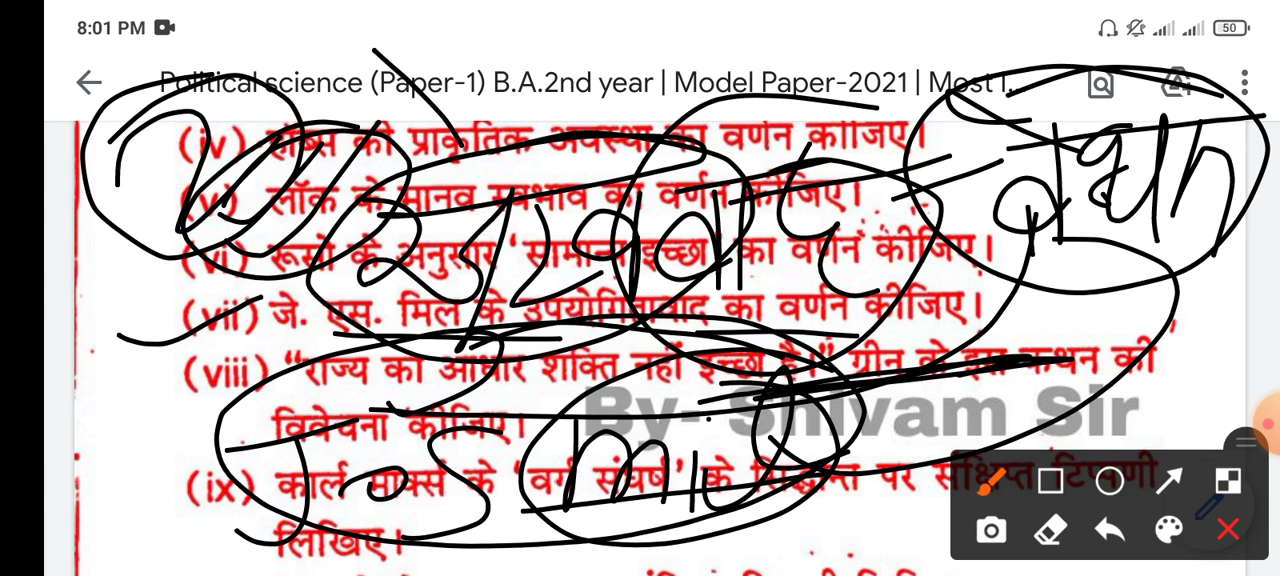 8:01 PM
50
Political science (Paper-1) B.A.2nd year | Model Paper-2021 | Most I...
(iv) हॉब्स की प्राकृतिक अवस्था का वर्णन कीजिए।
(v) लॉक के मानव स्वभाव का वर्णन कीजिए।
(vi) रूसो के अनुसार 'सामान्य इच्छा' का वर्णन कीजिए।
(vii) जे. एस. मिल के उपयोगितावाद का वर्णन कीजिए।
(viii) “राज्य का आधार शक्ति नहीं इच्छा है।” ग्रीन के इस कथन की
विवेचना कीजिए।
By- Shivam Sir
(ix) कार्ल मार्क्स के 'वर्ग संघर्ष' के सिद्धान्त पर संक्षिप्त टिप्पणी
लिखिए।